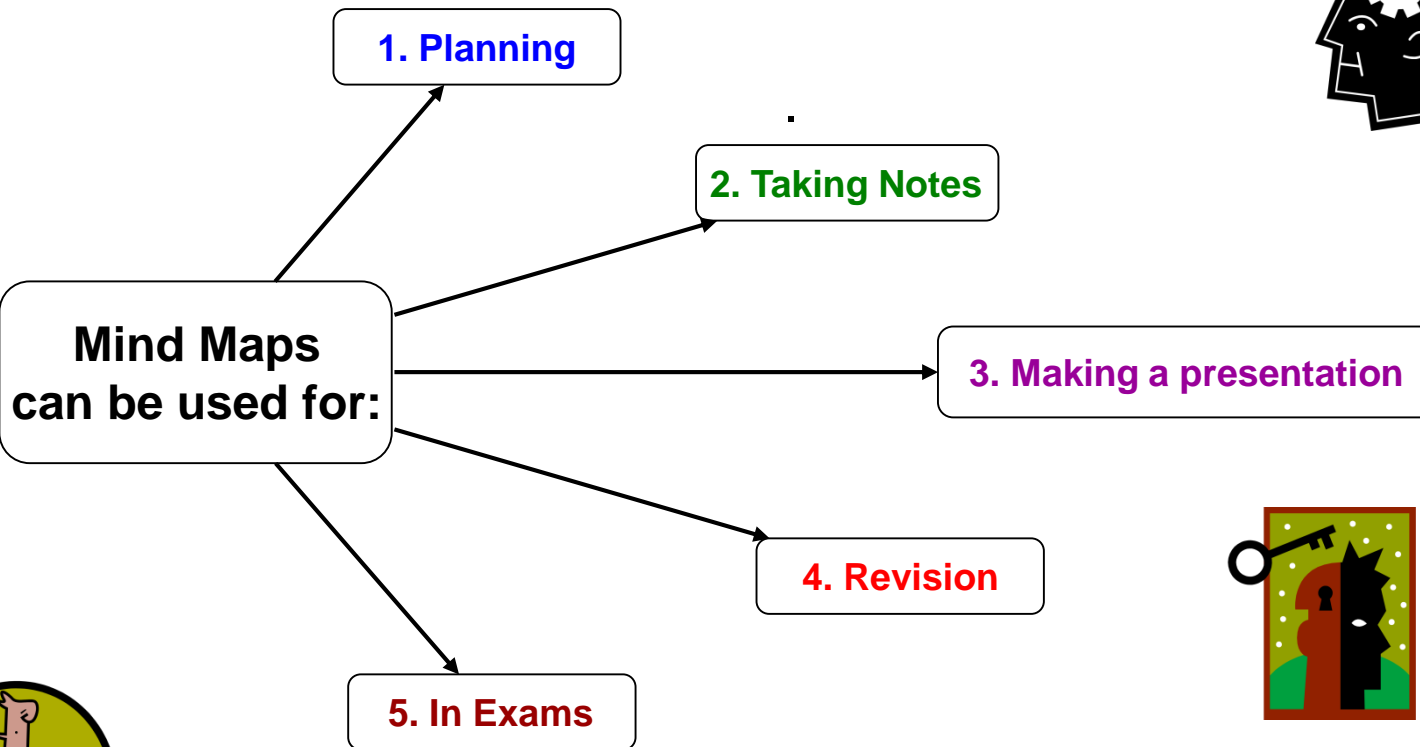 1. Planning
.
2. Taking Notes
Mind Maps
can be used for:
3. Making a presentation
4. Revision
5. In Exams